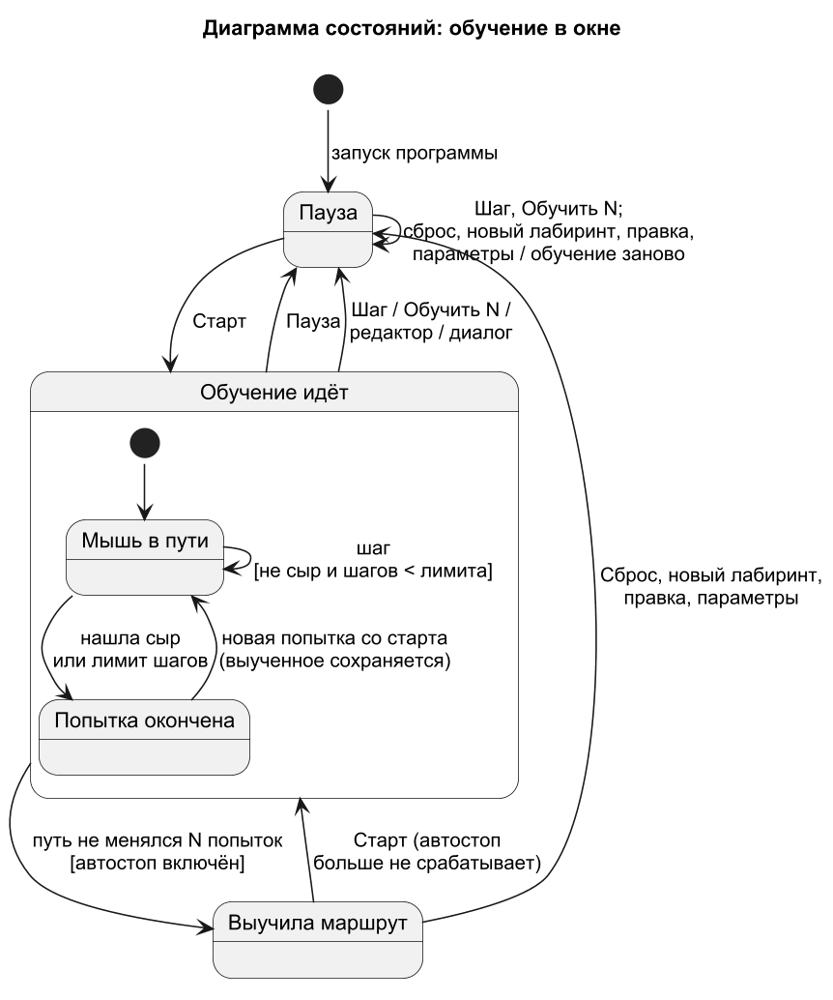 Диаграмма состояний: обучение в окне
запуск программы
Пауза
Шаг, Обучить N;
сброс, новый лабиринт, правка,
параметры / обучение заново
Старт
Пауза
Шаг / Обучить N /
редактор / диалог
Обучение идёт
Мышь в пути
шаг
[не сыр и шагов < лимита]
Сброс, новый лабиринт,
правка, параметры
нашла сыр
или лимит шагов
новая попытка со старта
(выученное сохраняется)
Попытка окончена
путь не менялся N попыток
[автостоп включён]
Старт (автостоп
больше не срабатывает)
Выучила маршрут